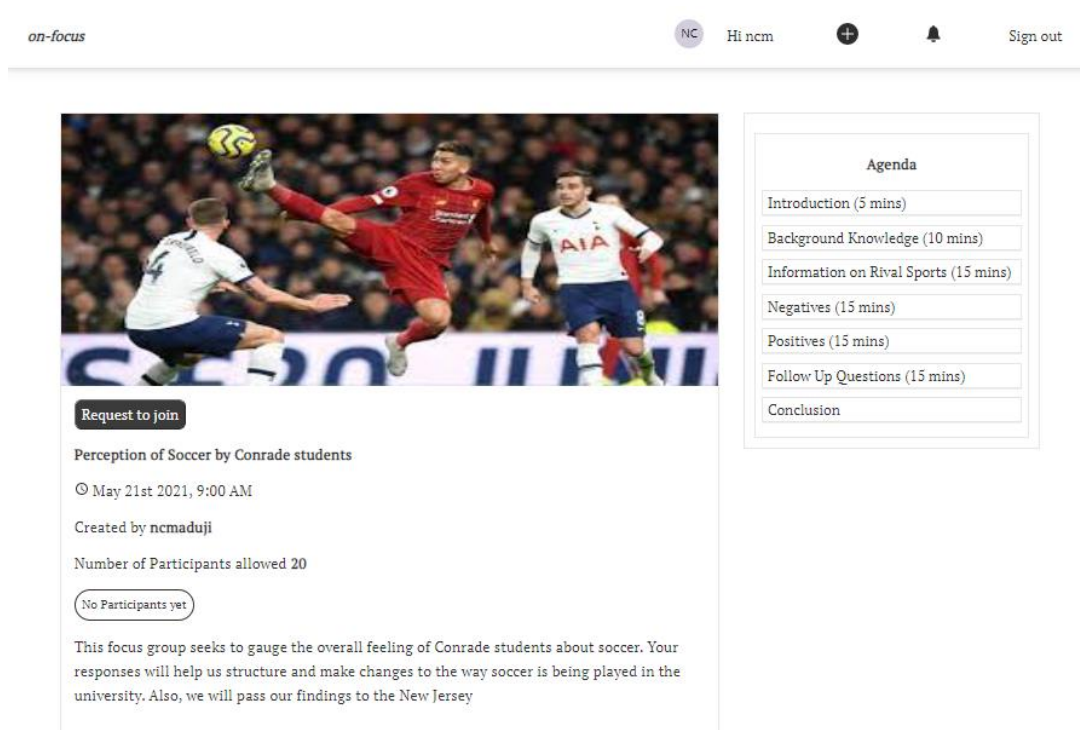 on-focus
NC
Hi ncm
Sign out
4
AIA
8
Request to join
Perception of Soccer by Conrade students
May 21st 2021, 9:00 AM
Created by ncmaduji
Number of Participants allowed 20
No Participants yet
This focus group seeks to gauge the overall feeling of Conrade students about soccer. Your
responses will help us structure and make changes to the way soccer is being played in the
university. Also, we will pass our findings to the New Jersey
Agenda
Introduction (5 mins)
Background Knowledge (10 mins)
Information on Rival Sports (15 mins)
Negatives (15 mins)
Positives (15 mins)
Follow Up Questions (15 mins)
Conclusion